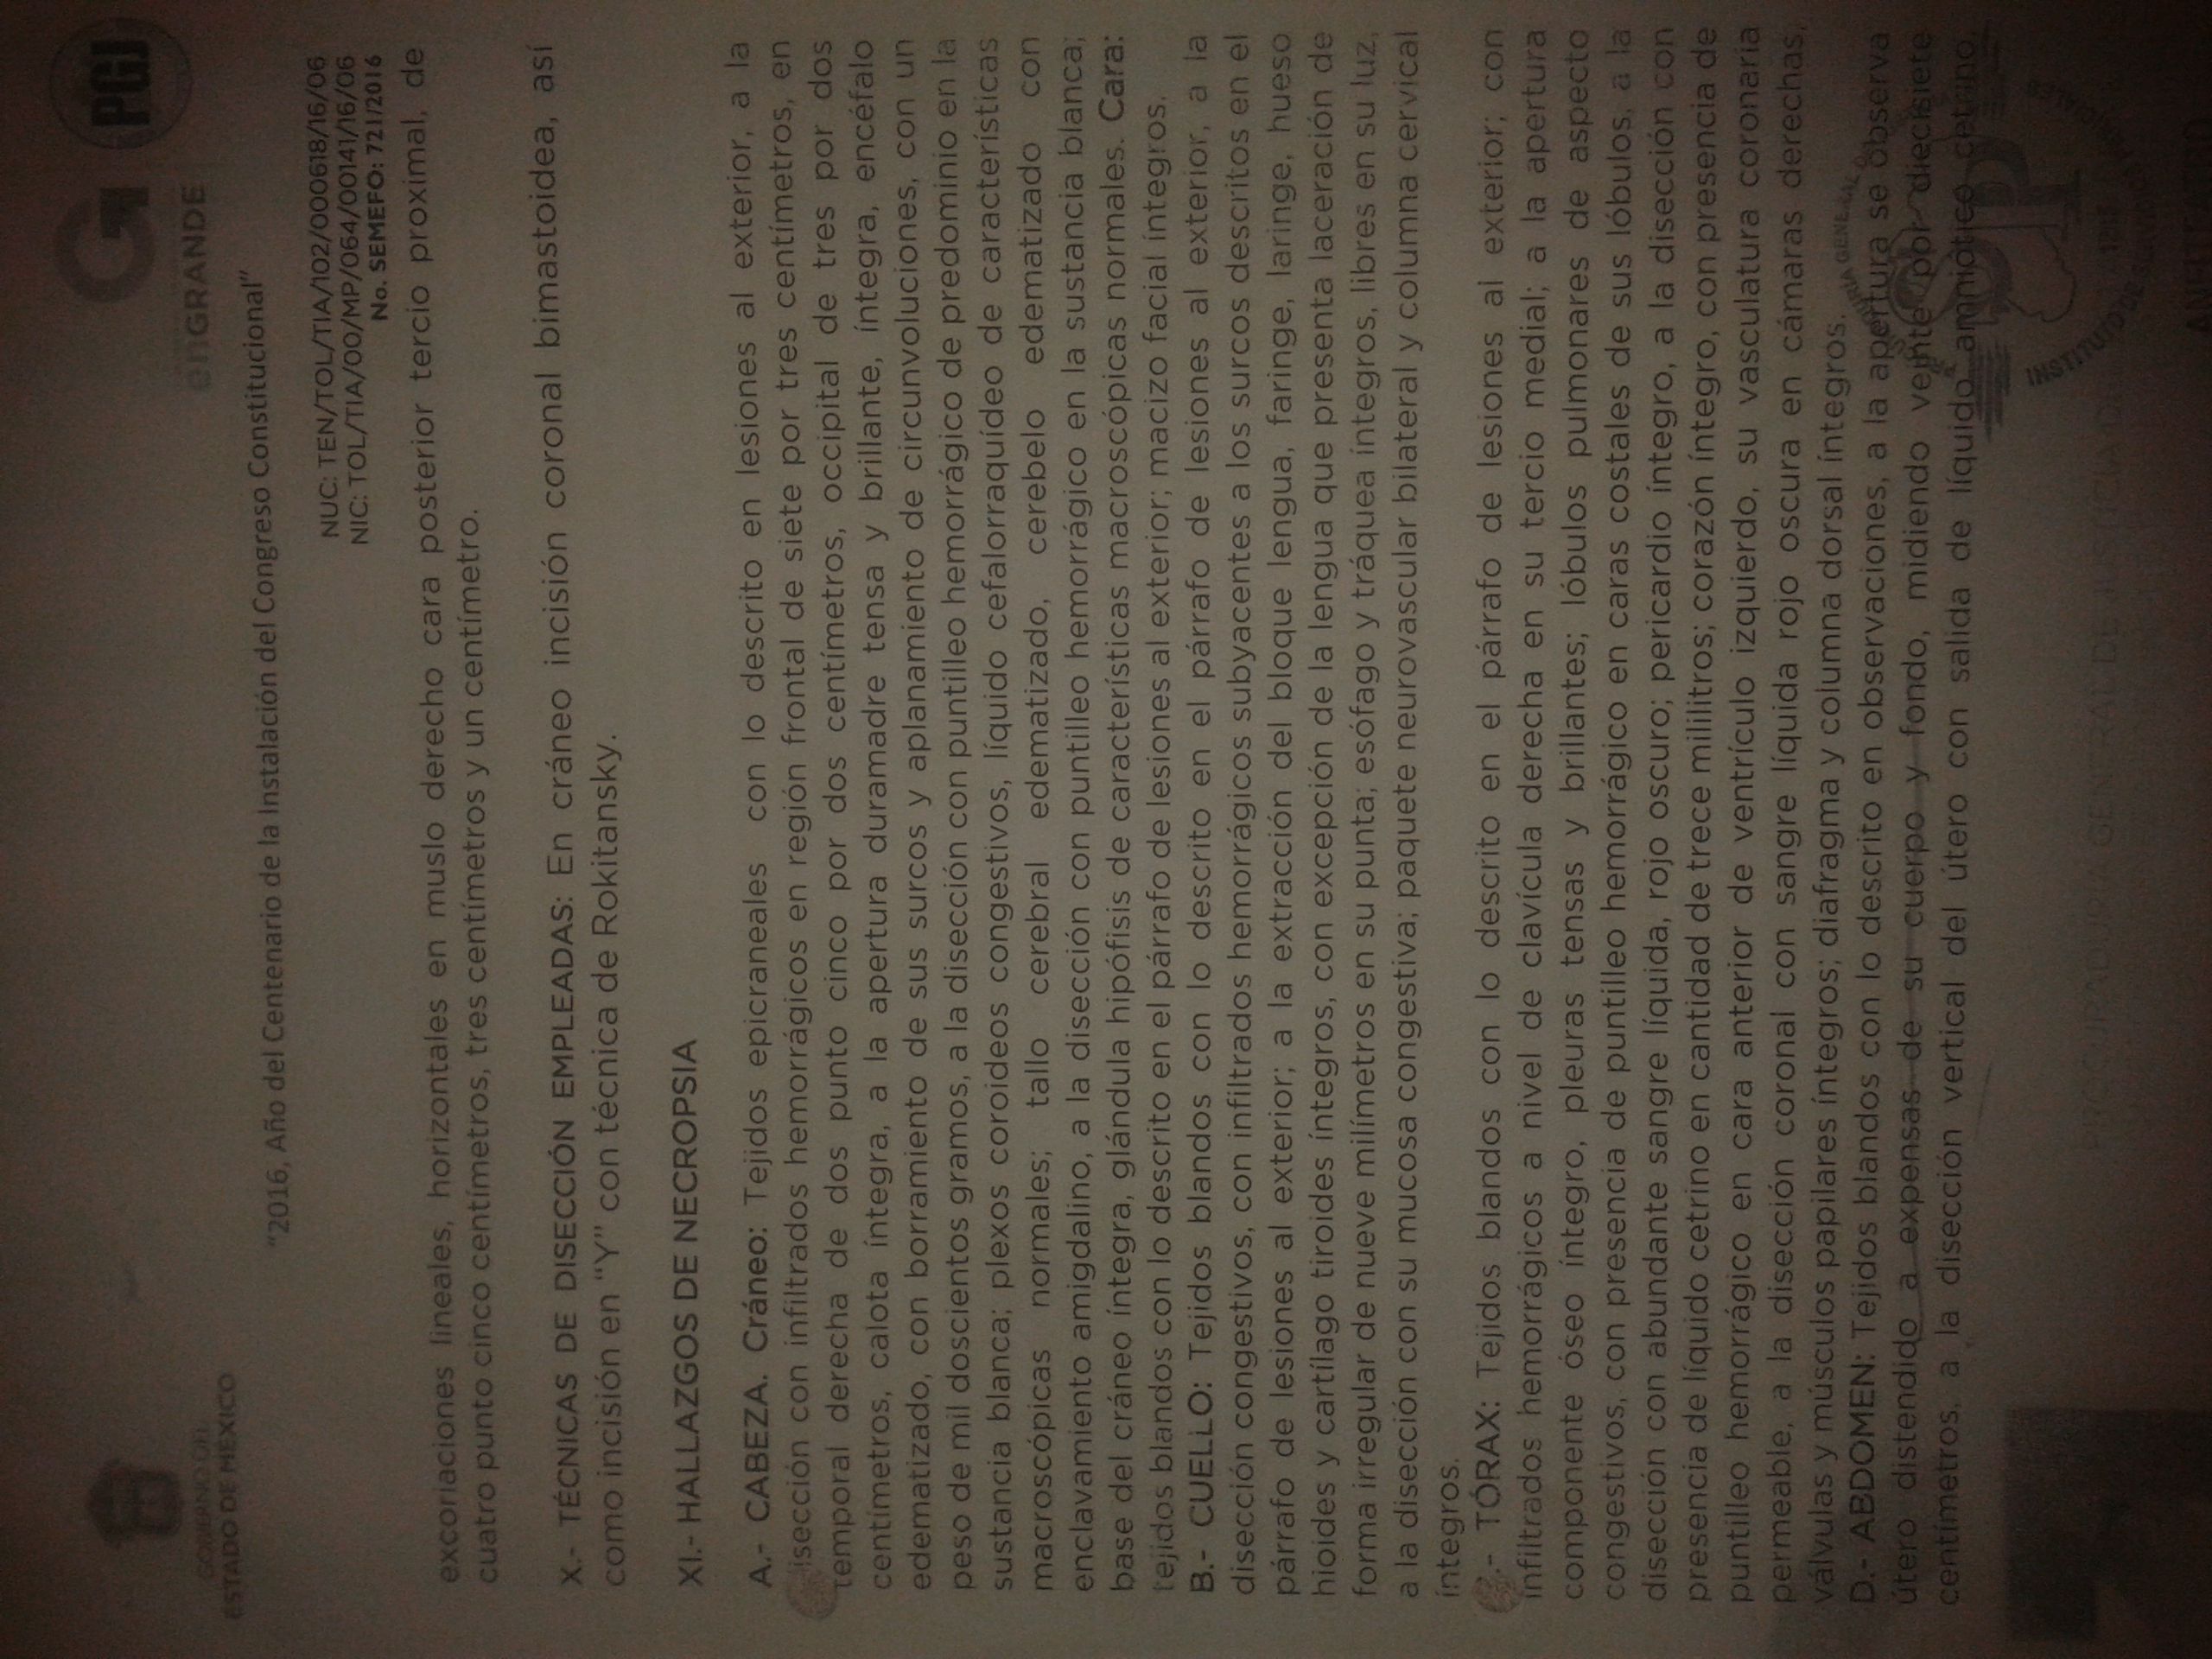 GOBIERNO DEL
ESTADO DE MÉXICO
G
enGRANDE
PGJ
"2016, Año del Centenario de la Instalación del Congreso Constitucional"
NUC: TEN/TOL/TIA/102/000618/16/06
NIC: TOL/TIA/00/MP/064/00141/16/06
No. SEMEFO: 721/2016
excoriaciones lineales, horizontales en muslo derecho cara posterior tercio proximal, de
cuatro punto cinco centímetros, tres centímetros y un centímetro.
X.- TÉCNICAS DE DISECCIÓN EMPLEADAS: En cráneo incisión coronal bimastoidea, así
como incisión en "Y" con técnica de Rokitansky.
XI.- HALLAZGOS DE NECROPSIA
A.- CABEZA. Cráneo: Tejidos epicraneales con lo descrito en lesiones al exterior, a la
isección con infiltrados hemorrágicos en región frontal de siete por tres centímetros, en
temporal derecha de dos punto cinco por dos centímetros, occipital de tres por dos
centímetros, calota íntegra, a la apertura duramadre tensa y brillante, íntegra, encéfalo
edematizado, con borramiento de sus surcos y aplanamiento de circunvoluciones, con un
peso de mil doscientos gramos, a la disección con puntilleo hemorrágico de predominio en la
sustancia blanca; plexos coroideos congestivos, líquido cefalorraquídeo de características
macroscópicas normales; tallo cerebral edematizado, cerebelo edematizado con
enclavamiento amigdalino, a la disección con puntilleo hemorrágico en la sustancia blanca;
base del cráneo íntegra, glándula hipófisis de características macroscópicas normales. Cara:
tejidos blandos con lo descrito en el párrafo de lesiones al exterior; macizo facial íntegros.
B.- CUELLO: Tejidos blandos con lo descrito en el párrafo de lesiones al exterior, a la
disección congestivos, con infiltrados hemorrágicos subyacentes a los surcos descritos en el
párrafo de lesiones al exterior; a la extracción del bloque lengua, faringe, laringe, hueso
hioides y cartílago tiroides íntegros, con excepción de la lengua que presenta laceración de
forma irregular de nueve milímetros en su punta; esófago y tráquea íntegros, libres en su luz,
a la disección con su mucosa congestiva; paquete neurovascular bilateral y columna cervical
íntegros.
.- TÓRAX: Tejidos blandos con lo descrito en el párrafo de lesiones al exterior; con
infiltrados hemorrágicos a nivel de clavícula derecha en su tercio medial; a la apertura
componente óseo íntegro, pleuras tensas y brillantes; lóbulos pulmonares de aspecto
congestivos, con presencia de puntilleo hemorrágico en caras costales de sus lóbulos, a la
disección con abundante sangre líquida, rojo oscuro; pericardio íntegro, a la disección con
presencia de líquido cetrino en cantidad de trece mililitros; corazón íntegro, con presencia de
puntilleo hemorrágico en cara anterior de ventrículo izquierdo, su vasculatura coronaria
permeable, a la disección coronal con sangre líquida rojo oscura en cámaras derechas,
válvulas y músculos papilares íntegros; diafragma y columna dorsal íntegros.
D.- ABDOMEN: Tejidos blandos con lo descrito en observaciones, a la apertura se observa
útero distendido a expensas de su cuerpo y fondo, midiendo veinte por diecisiete
centímetros, a la disección vertical del útero con salida de líquido amniótico cetrino,
PROCURADURÍA GENERAL DE JUSTICIA
INSTITUTO DE SERVICIOS PERICIALES
ANFITEATRO